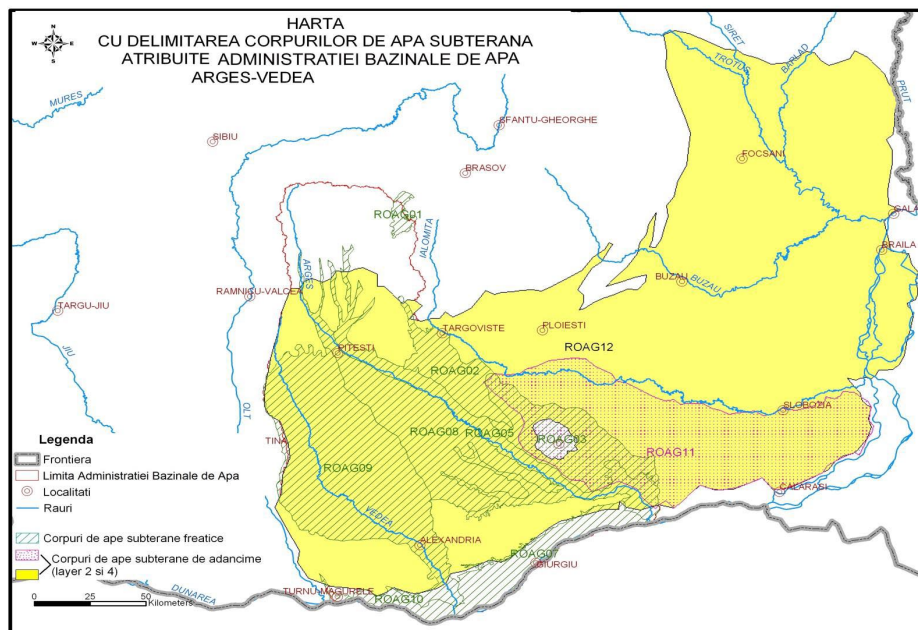 HARTA
CU DELIMITAREA CORPURILOR DE APA SUBTERANA
ATRIBUITE ADMINISTRATIEI BAZINALE DE APA
ARGES-VEDEA
N
W E
S
SIRET
TROTUS
BARLAD
PRUT
MURES
SFANTU-GHEORGHE
SIBIU
FOCSANI
BRASOV
ROAG01
GALA
IALOMITA
BRAILA
ARGES
BUZAU
BUZAU
RAMNICU-VALCEA
TARGU-JIU
TARGOVISTE
PLOIESTI
ROAG12
PITESTI
JIU
ROAG02
OLT
SLOBOZIA
ROAG08
ROAG05
ROAG03
TINA
ROAG11
ROAG09
CALARASI
VEDEA
ALEXANDRIA
ROAG07
GIURGIU
DUNAREA
TURNU-MAGURELE
ROAG10
Legenda
Frontiera
Limita Administratiei Bazinale de Apa
Localitati
Rauri
Corpuri de ape subterane freatice
Corpuri de ape subterane de adancime
(layer 2 si 4)
0 25 50
Kilometers